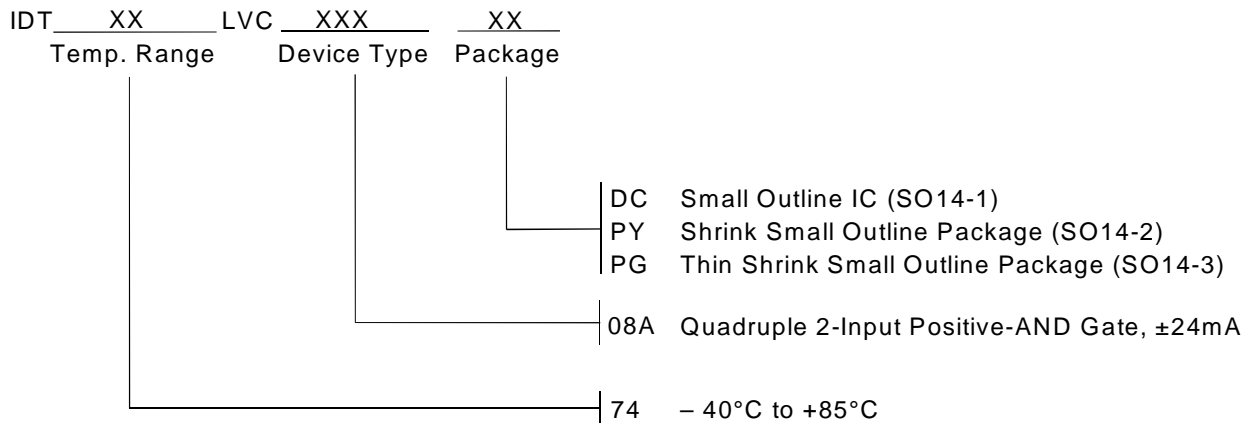 IDT XX LVC XXX XX
Temp. Range Device Type Package
DC Small Outline IC (SO14-1)
PY Shrink Small Outline Package (SO14-2)
PG Thin Shrink Small Outline Package (SO14-3)
08A Quadruple 2-Input Positive-AND Gate, ±24mA
74 – 40°C to +85°C